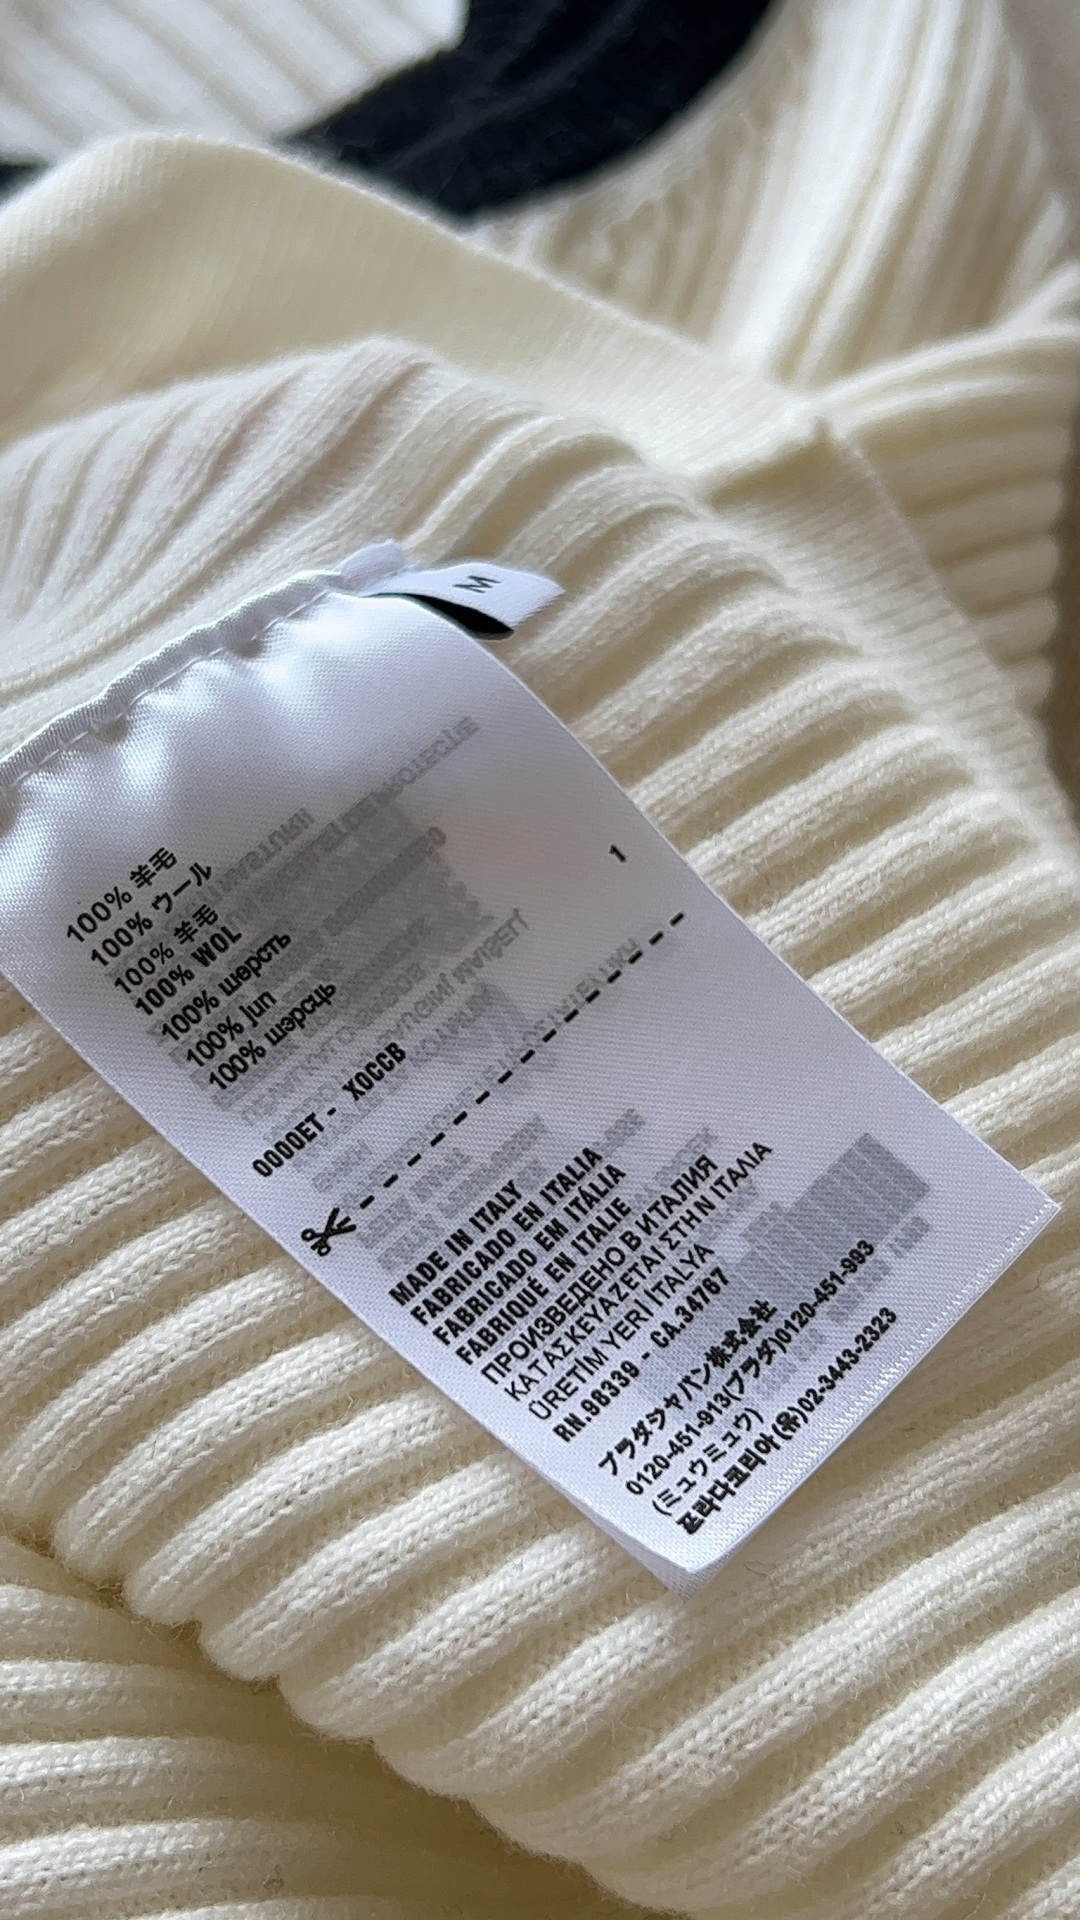 M
100% 羊毛
100% ウール
100% 羊毛
100% WOL
100% шерсть
100% jun
100% шэрсць
1
0000ET - X0CCB
MADE IN ITALY
FABRICADO EN ITALIA
FABRICADO EM ITÁLIA
FABRIQUÉ EN ITALIE
ПРОИЗВЕДЕНО В ИТАЛИЯ
ΚΑΤΑΣΚΕΥΑΖΕΤΑΙ ΣΤΗΝ ΙΤΑΛΙΑ
ÜRETİM YERİ İTALYA
RN.98339 - CA.34767
プラダジャパン株式会社
0120-451-913(プラダ)0120-451-993
(ミュウミュウ)
프라다코리아(유)02-3443-2323